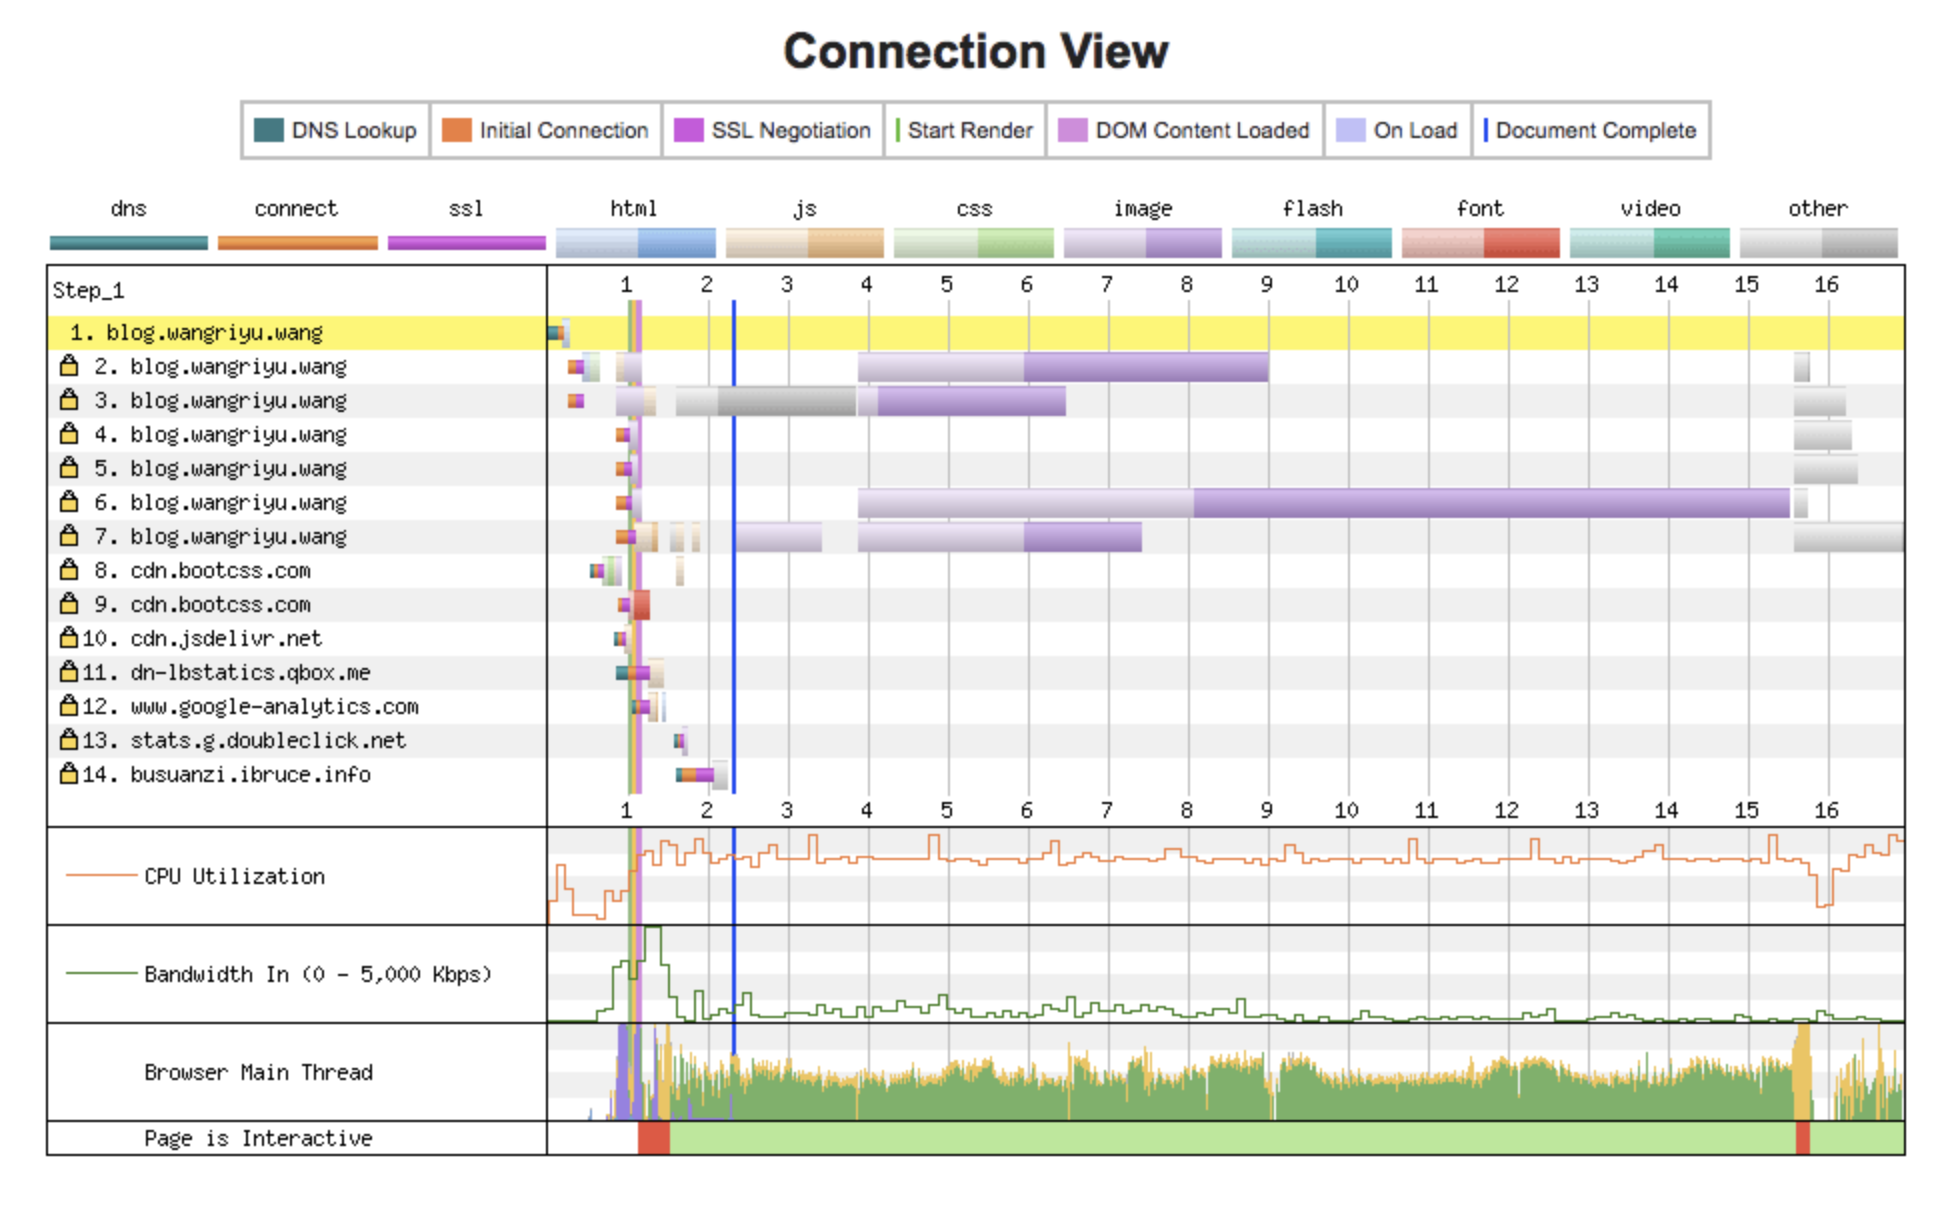 Connection View
DNS Lookup Initial Connection SSL Negotiation Start Render DOM Content Loaded On Load Document Complete
dns connect ssl html js css image flash font video other
Step_1 1 2 3 4 5 6 7 8 9 10 11 12 13 14 15 16
1. blog.wangriyu.wang
2. blog.wangriyu.wang
3. blog.wangriyu.wang
4. blog.wangriyu.wang
5. blog.wangriyu.wang
6. blog.wangriyu.wang
7. blog.wangriyu.wang
8. cdn.bootcss.com
9. cdn.bootcss.com
10. cdn.jsdelivr.net
11. dn-lbstatics.qbox.me
12. www.google-analytics.com
13. stats.g.doubleclick.net
14. busuanzi.ibruce.info
1 2 3 4 5 6 7 8 9 10 11 12 13 14 15 16
CPU Utilization
Bandwidth In (0 - 5,000 Kbps)
Browser Main Thread
Page is Interactive